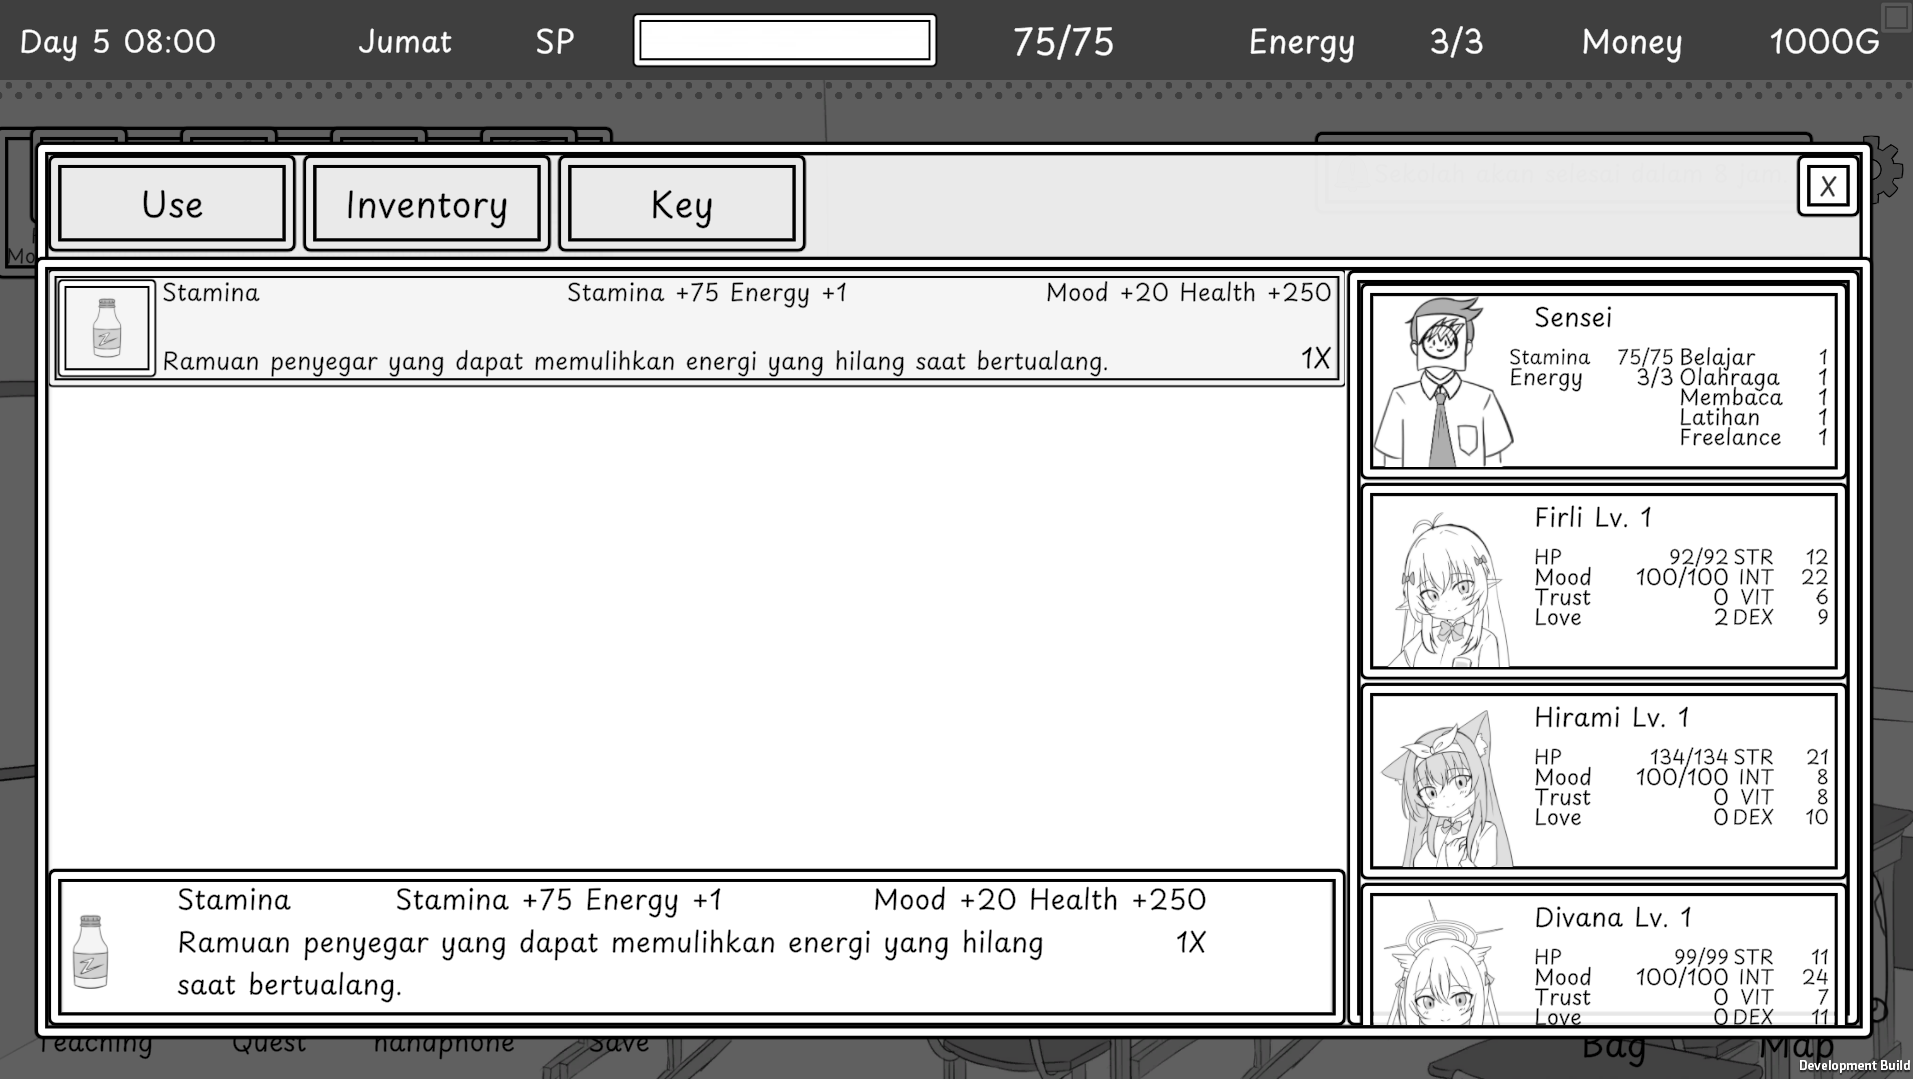 Day 5 08:00 Jumat SP 75/75 Energy 3/3 Money 1000G
Use Inventory Key X
Stamina Stamina +75 Energy +1 Mood +20 Health +250
Ramuan penyegar yang dapat memulihkan energi yang hilang saat bertualang. 1X
Sensei
Stamina 75/75 Belajar 1
Energy 3/3 Olahraga 1
Membaca 1
Latihan 1
Freelance 1
Firli Lv. 1
HP 92/92 STR 12
Mood 100/100 INT 22
Trust 0 VIT 6
Love 2 DEX 9
Hirami Lv. 1
HP 134/134 STR 21
Mood 100/100 INT 8
Trust 0 VIT 8
Love 0 DEX 10
Divana Lv. 1
HP 99/99 STR 11
Mood 100/100 INT 24
Trust 0 VIT 7
Love 0 DEX 11
Stamina Stamina +75 Energy +1 Mood +20 Health +250
Ramuan penyegar yang dapat memulihkan energi yang hilang 1X
saat bertualang.
Teaching Quest handphone Save Bag Map
Development Build